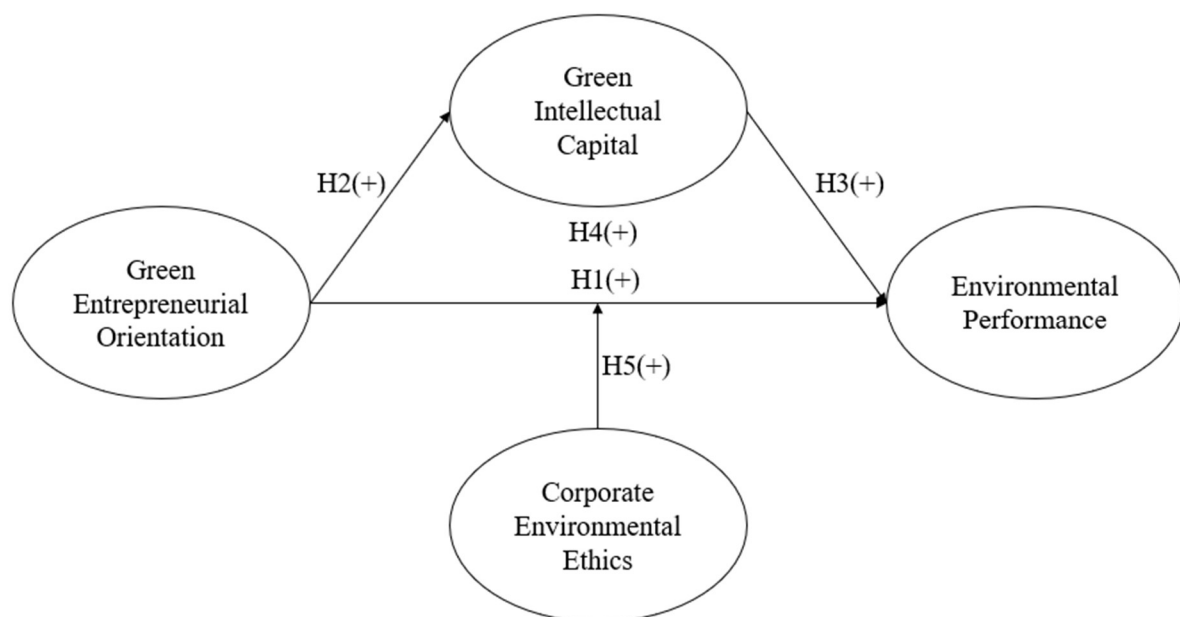 Green
Intellectual
Capital
H2(+)
H3(+)
H4(+)
H1(+)
Green
Entrepreneurial
Orientation
Environmental
Performance
H5(+)
Corporate
Environmental
Ethics